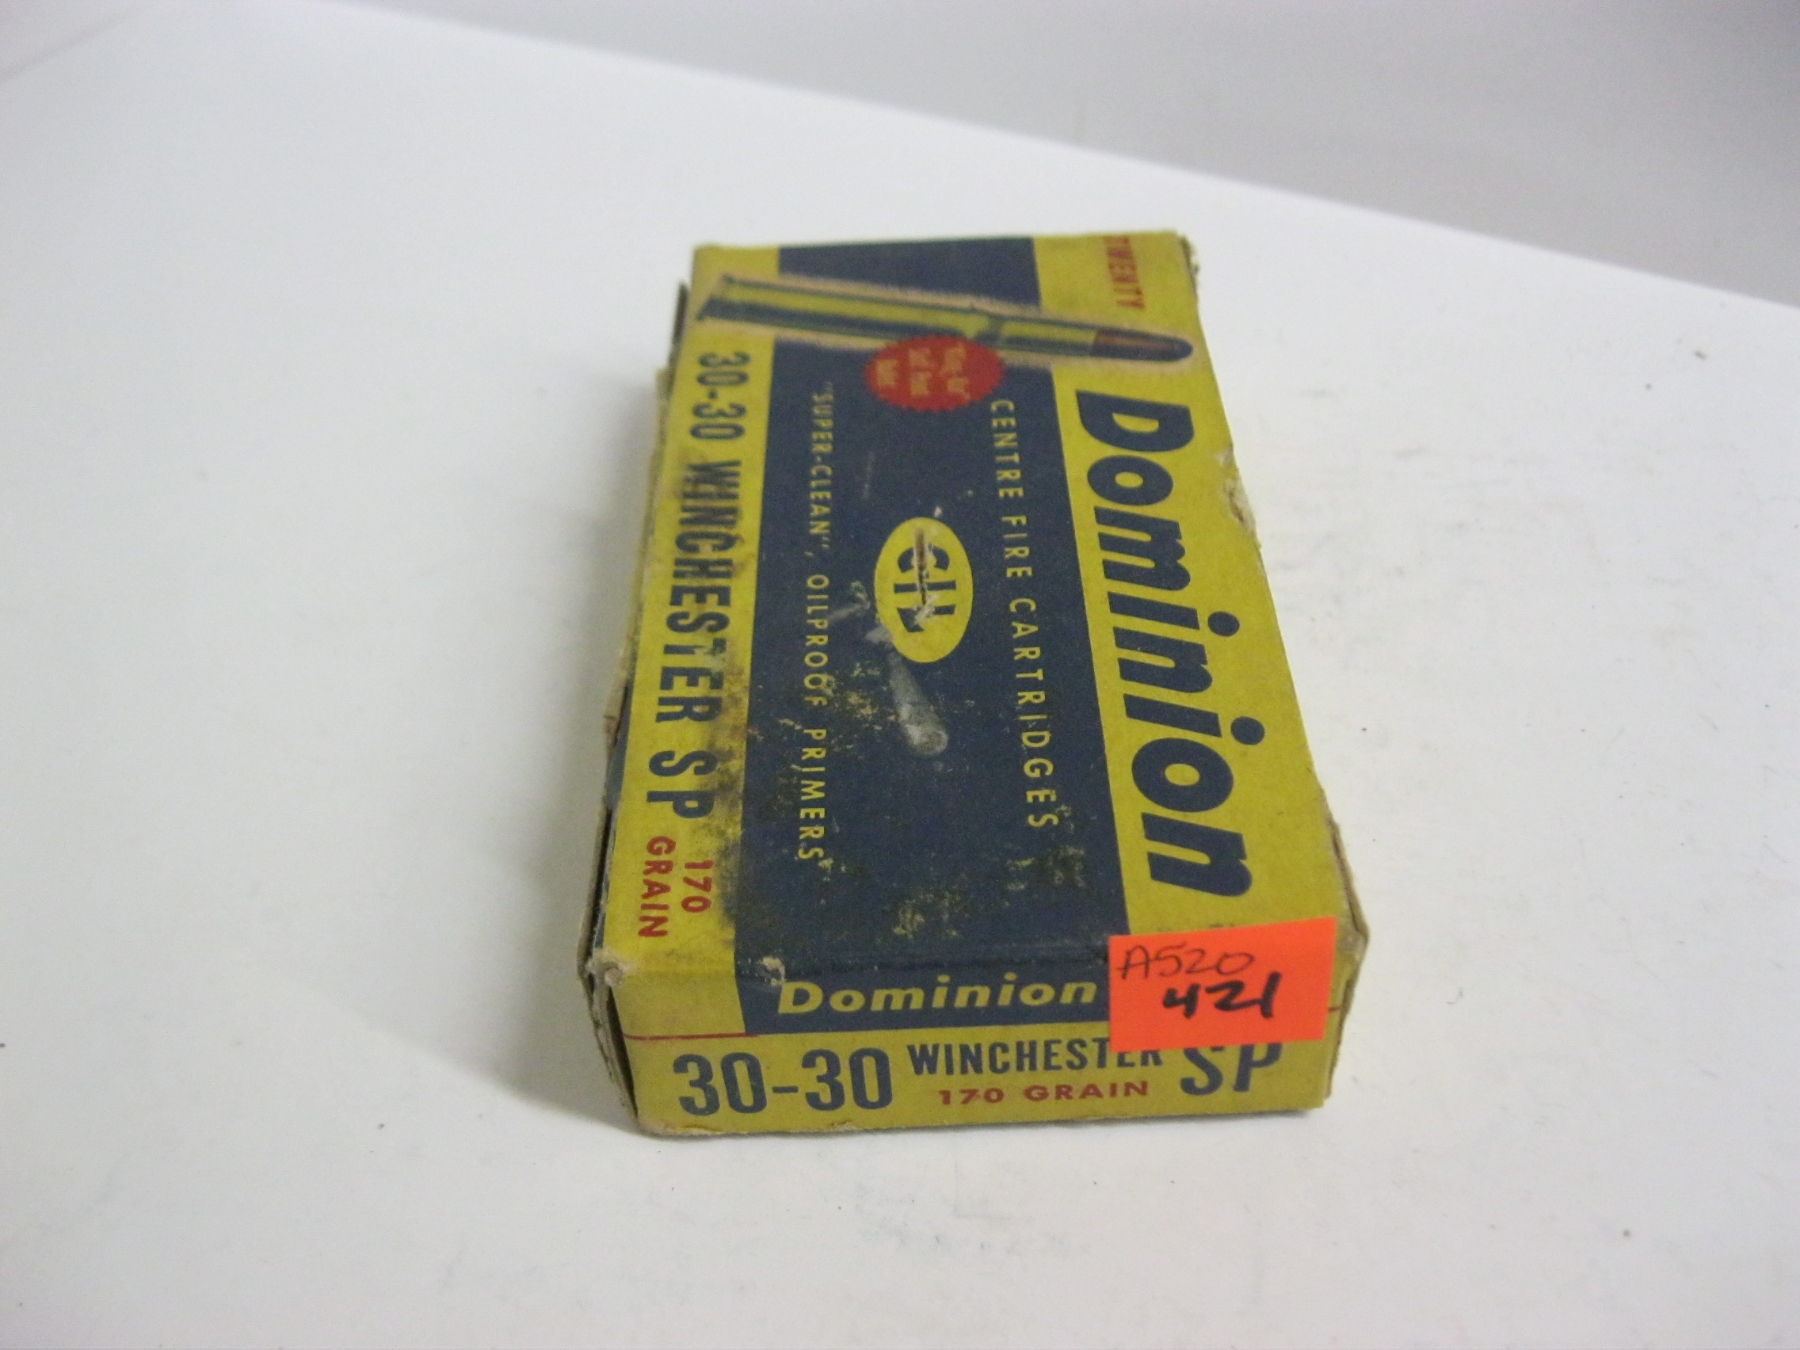 TWENTY
Dominion
CENTRE FIRE CARTRIDGES
CIL
"SUPER-CLEAN", OILPROOF PRIMERS
30-30 WINCHESTER SP
170
GRAIN
Dominion
A520
421
30-30 WINCHESTER SP
170 GRAIN